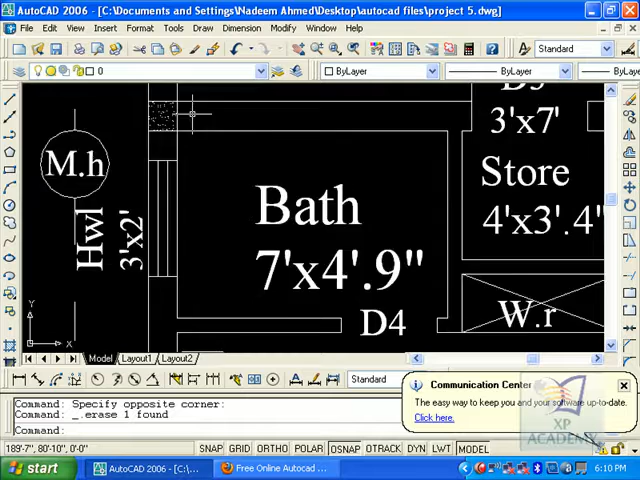 AutoCAD 2006 - [C:\Documents and Settings\Nadeem Ahmed\Desktop\autocad files\project 5.dwg]
File Edit View Insert Format Tools Draw Dimension Modify Window Help
Standard
0 ByLayer ByLayer ByLayer
3'x7'
M.h
Store
4'x3'.4"
Bath
Hwl
3'x2'
7'x4'.9"
W.r
D4
Y
X
Model Layout1 Layout2
Standard
Communication Center
The easy way to keep you and your software up-to-date.
Click here.
XP
ACADEMY
Command: Specify opposite corner:
Command: _.erase 1 found
Command:
189'-7", 80'-10", 0'-0"
SNAP GRID ORTHO POLAR OSNAP OTRACK DYN LWT MODEL
start
AutoCAD 2006 - [C:\...
Free Online Autocad ...
6:10 PM